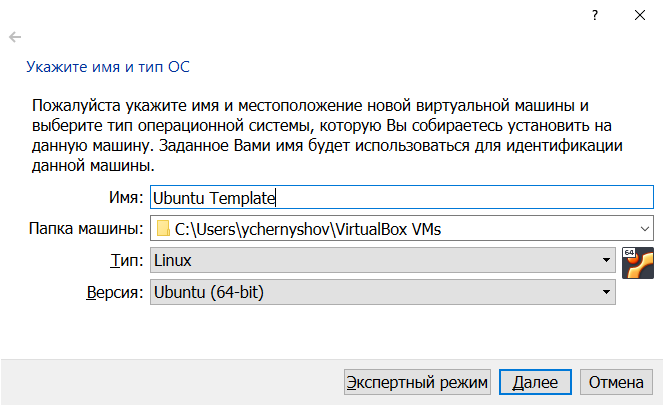 ?
Укажите имя и тип ОС
Пожалуйста укажите имя и местоположение новой виртуальной машины и
выберите тип операционной системы, которую Вы собираетесь установить на
данную машину. Заданное Вами имя будет использоваться для идентификации
данной машины.
Имя: Ubuntu Template
Папка машины: C:\Users\ychernyshov\VirtualBox VMs
Тип: Linux
64
Версия: Ubuntu (64-bit)
Экспертный режим Далее Отмена